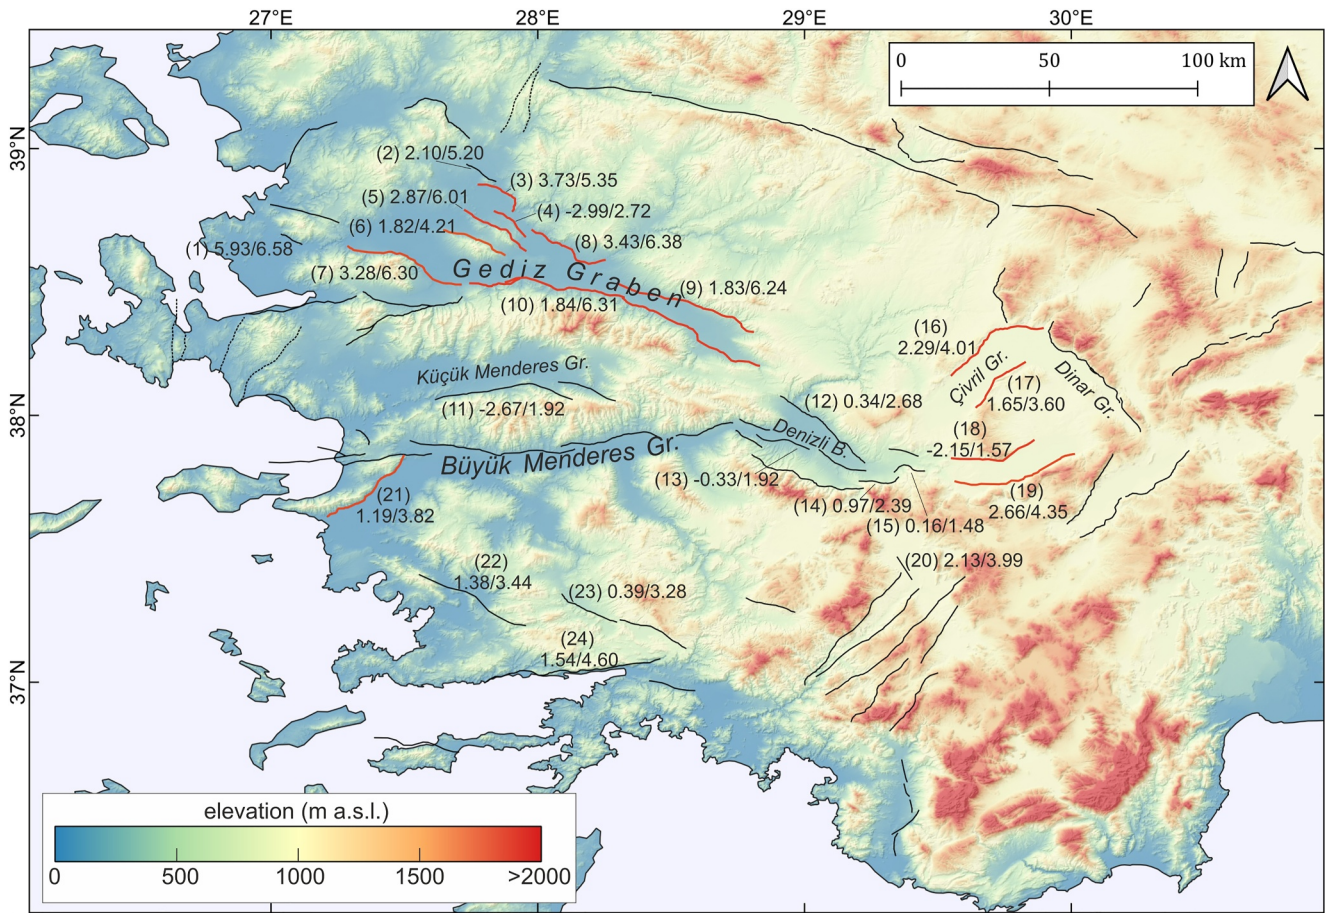 27°E
28°E
29°E
30°E
0
50
100 km
39°N
38°N
37°N
(2) 2.10/5.20
(3) 3.73/5.35
(5) 2.87/6.01
(4) -2.99/2.72
(6) 1.82/4.21
(1) 5.93/6.58
(8) 3.43/6.38
(7) 3.28/6.30
Gediz Graben
(9) 1.83/6.24
(10) 1.84/6.31
(16)
2.29/4.01
Küçük Menderes Gr.
Çivril Gr.
Dinar Gr.
(17)
1.65/3.60
(11) -2.67/1.92
(12) 0.34/2.68
Denizli B.
(18)
-2.15/1.57
Büyük Menderes Gr.
(13) -0.33/1.92
(14) 0.97/2.39
(15) 0.16/1.48
(19)
2.66/4.35
(21)
1.19/3.82
(20) 2.13/3.99
(22)
1.38/3.44
(23) 0.39/3.28
(24)
1.54/4.60
elevation (m a.s.l.)
0
500
1000
1500
>2000